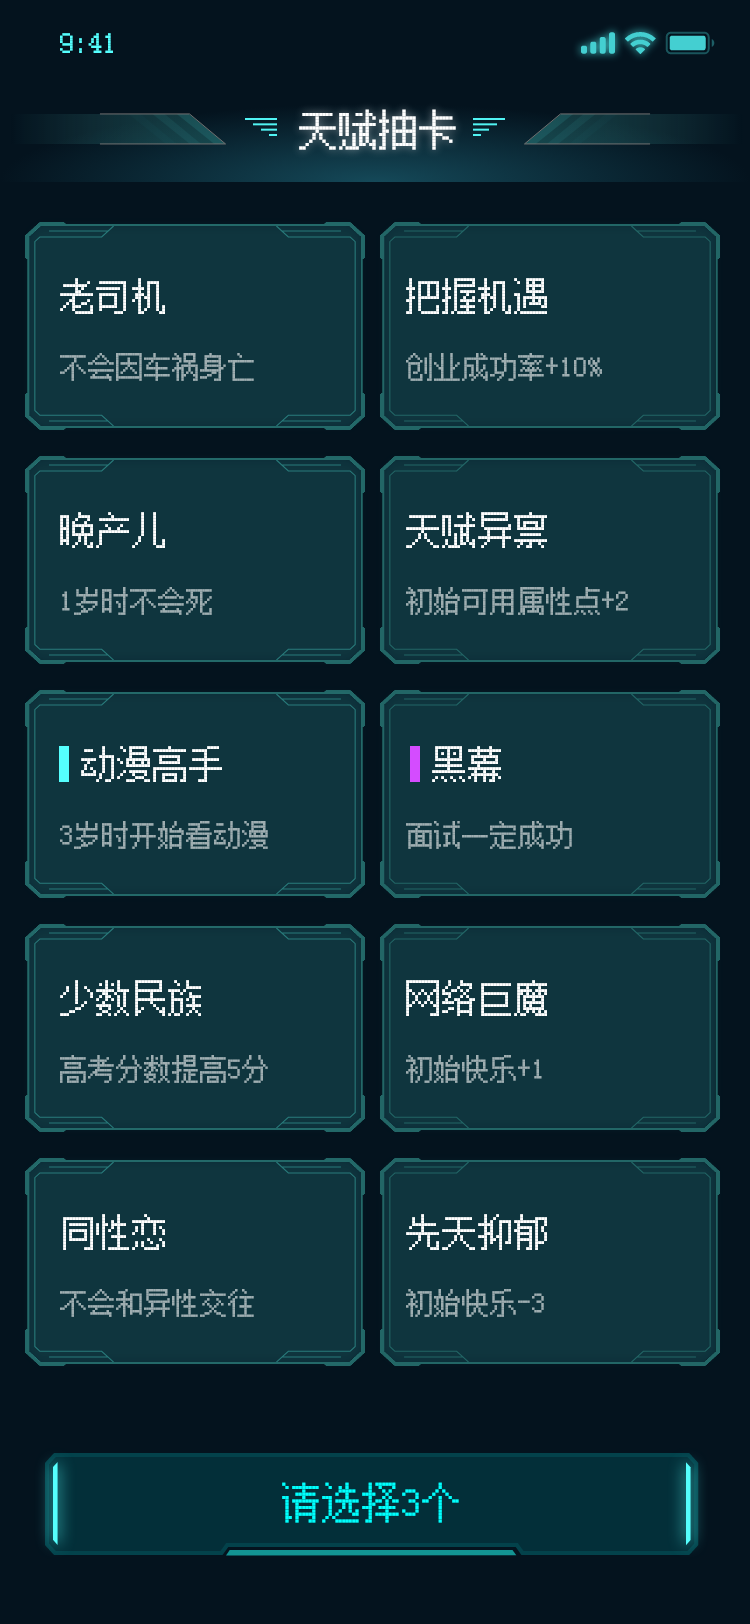 9:41
天赋抽卡
老司机
不会因车祸身亡
把握机遇
创业成功率+10%
晚产儿
1岁时不会死
天赋异禀
初始可用属性点+2
动漫高手
3岁时开始看动漫
黑幕
面试一定成功
少数民族
高考分数提高5分
网络巨魔
初始快乐+1
同性恋
不会和异性交往
先天抑郁
初始快乐-3
请选择3个